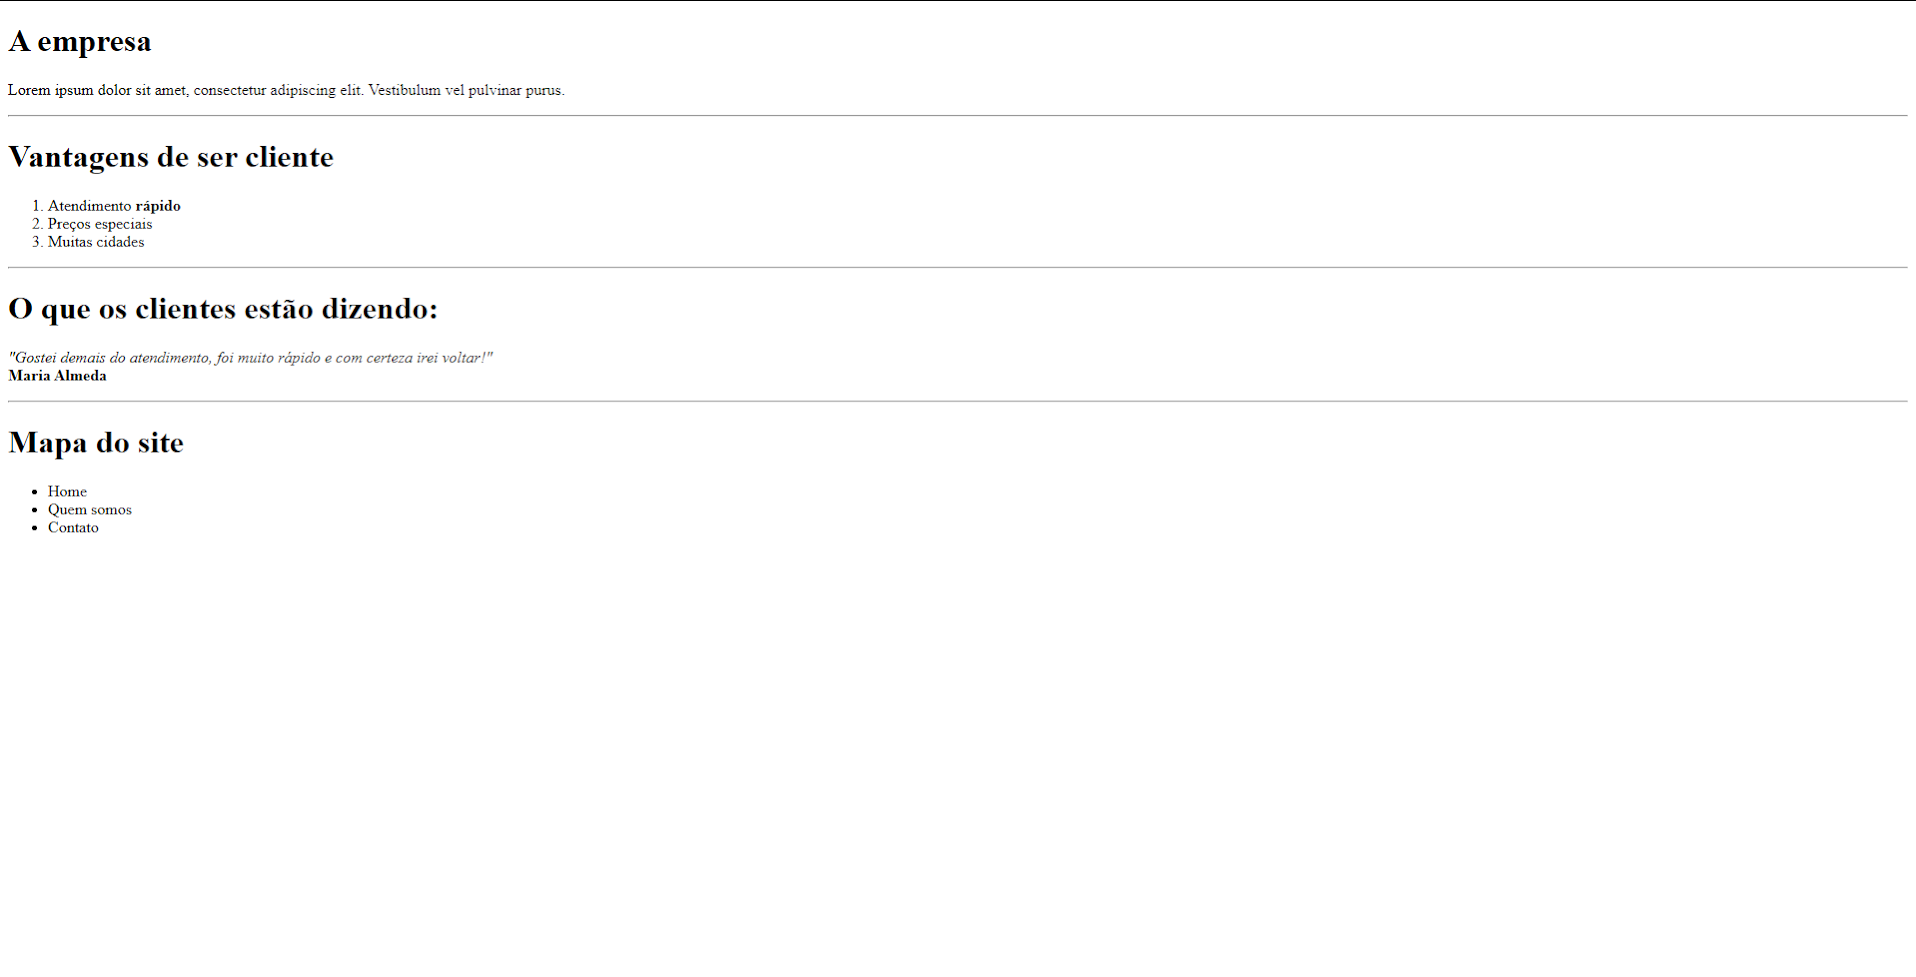 A empresa
Lorem ipsum dolor sit amet, consectetur adipiscing elit. Vestibulum vel pulvinar purus.
Vantagens de ser cliente
1. Atendimento rápido
2. Preços especiais
3. Muitas cidades
O que os clientes estão dizendo:
"Gostei demais do atendimento, foi muito rápido e com certeza irei voltar!"
Maria Almeda
Mapa do site
• Home
• Quem somos
• Contato